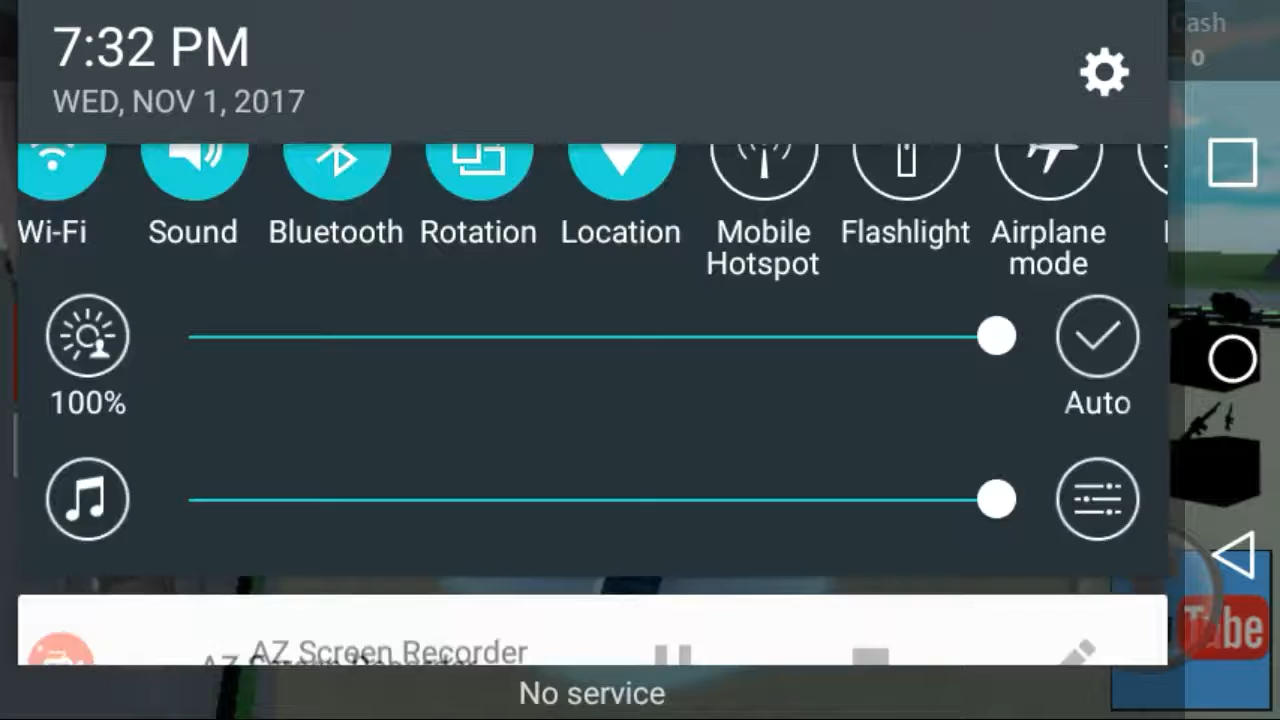 7:32 PM
WED, NOV 1, 2017
Cash
0
Wi-Fi
Sound
Bluetooth
Rotation
Location
Mobile
Hotspot
Flashlight
Airplane
mode
100%
Auto
AZ Screen Recorder
No service
Tube